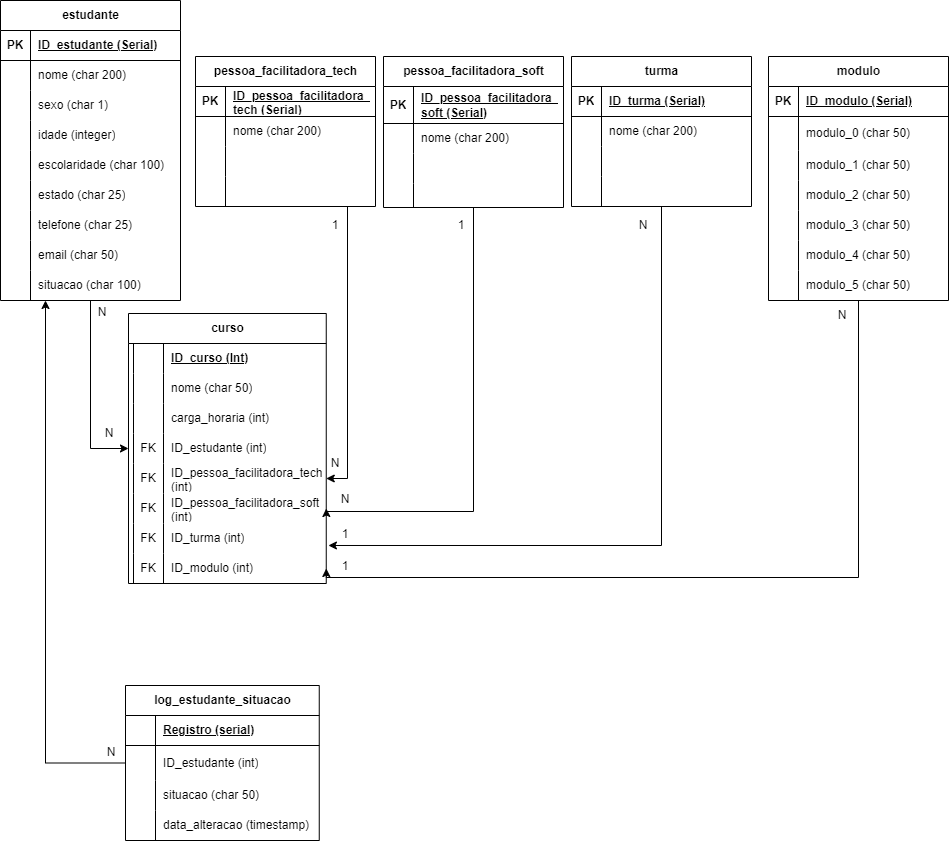 estudante
PK
ID_estudante (Serial)
nome (char 200)
sexo (char 1)
idade (integer)
escolaridade (char 100)
estado (char 25)
telefone (char 25)
email (char 50)
situacao (char 100)
pessoa_facilitadora_tech
PK
ID_pessoa_facilitadora_
tech (Serial)
nome (char 200)
pessoa_facilitadora_soft
PK
ID_pessoa_facilitadora_
soft (Serial)
nome (char 200)
turma
PK
ID_turma (Serial)
nome (char 200)
modulo
PK
ID_modulo (Serial)
modulo_0 (char 50)
modulo_1 (char 50)
modulo_2 (char 50)
modulo_3 (char 50)
modulo_4 (char 50)
modulo_5 (char 50)
1
1
N
N
N
N
N
N
1
1
curso
ID_curso (Int)
nome (char 50)
carga_horaria (int)
FK
ID_estudante (int)
FK
ID_pessoa_facilitadora_tech
(int)
FK
ID_pessoa_facilitadora_soft
(int)
FK
ID_turma (int)
FK
ID_modulo (int)
log_estudante_situacao
Registro (serial)
N
ID_estudante (int)
situacao (char 50)
data_alteracao (timestamp)